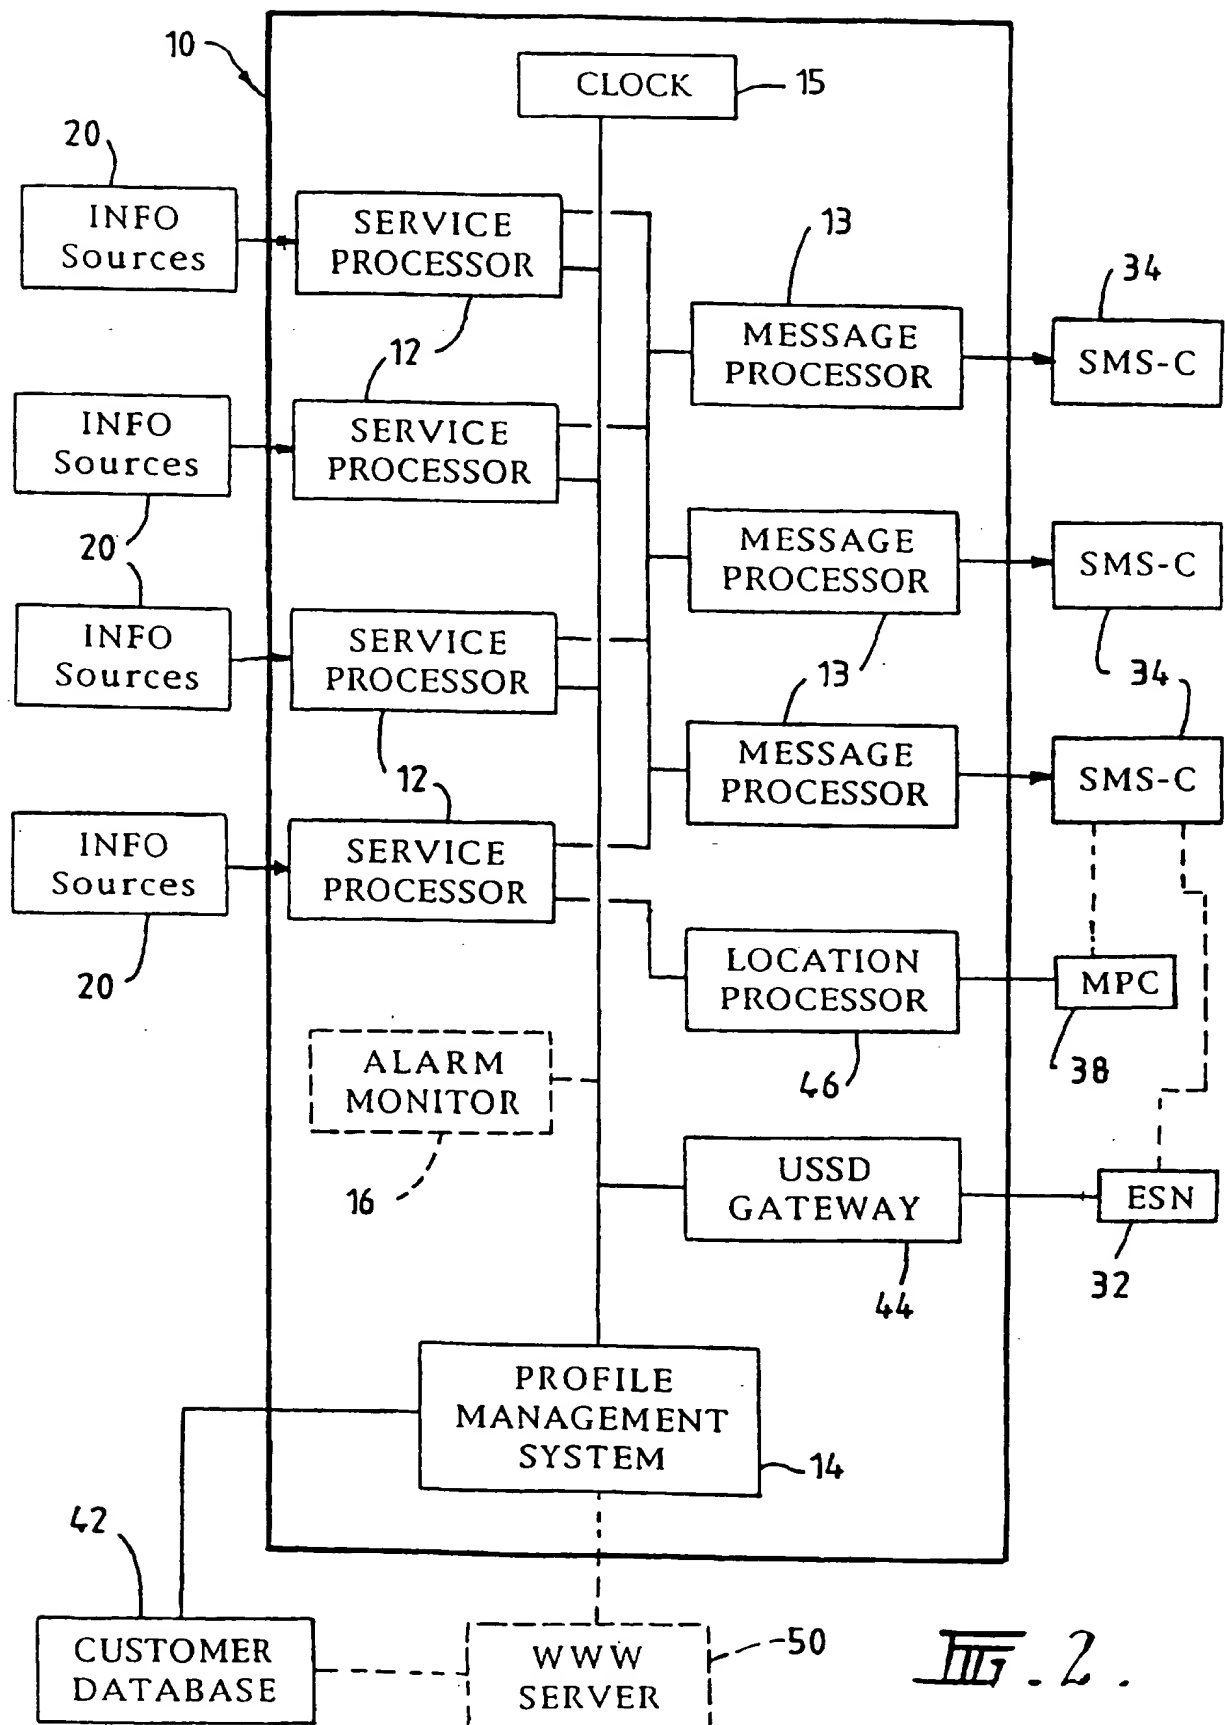 10
CLOCK
15
20
INFO
Sources
SERVICE
PROCESSOR
12
13
MESSAGE
PROCESSOR
34
SMS-C
INFO
Sources
20
SERVICE
PROCESSOR
MESSAGE
PROCESSOR
13
SMS-C
34
INFO
Sources
SERVICE
PROCESSOR
12
MESSAGE
PROCESSOR
SMS-C
INFO
Sources
20
SERVICE
PROCESSOR
LOCATION
PROCESSOR
46
MPC
38
ALARM
MONITOR
16
USSD
GATEWAY
44
ESN
32
PROFILE
MANAGEMENT
SYSTEM
14
42
CUSTOMER
DATABASE
WWW
SERVER
50
FIG. 2.